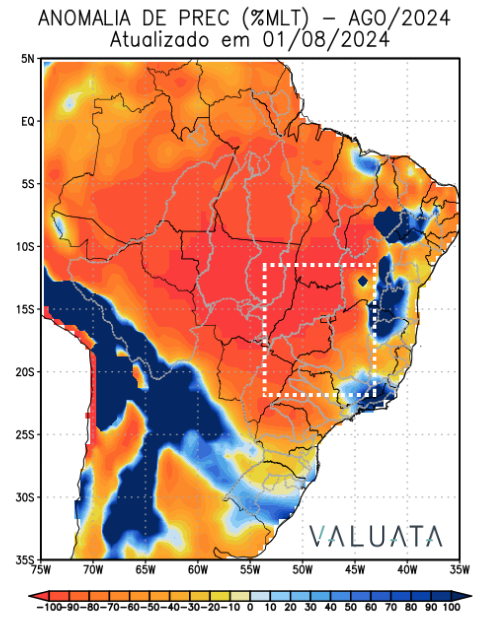 ANOMALIA DE PREC (%MLT) – AGO/2024
Atualizado em 01/08/2024
5N
EQ
5S
10S
15S
20S
25S
30S
35S
VALUATA
75W 70W 65W 60W 55W 50W 45W 40W 35W
-100 -90 -80 -70 -60 -50 -40 -30 -20 -10 0 10 20 30 40 50 60 70 80 90 100